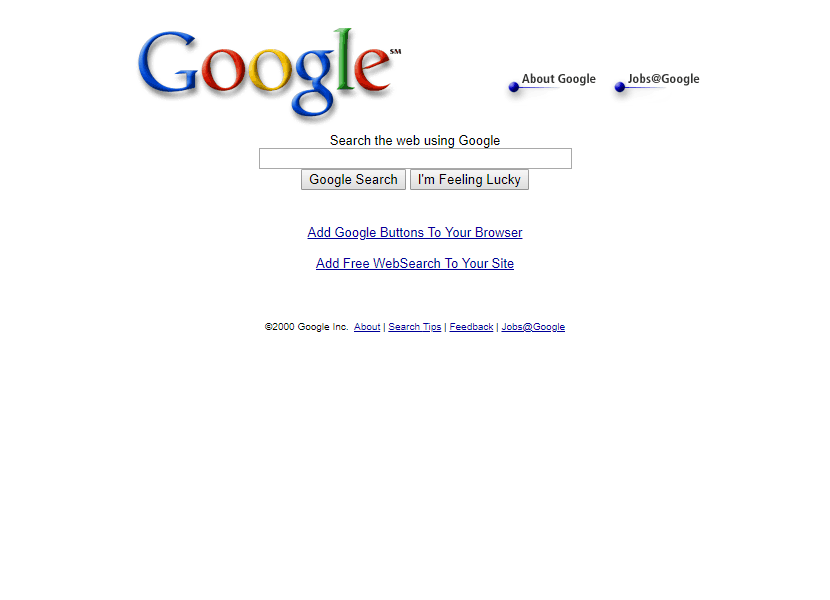 Google℠
About Google
Jobs@Google
Search the web using Google
Google Search
I'm Feeling Lucky
Add Google Buttons To Your Browser
Add Free WebSearch To Your Site
©2000 Google Inc. About | Search Tips | Feedback | Jobs@Google